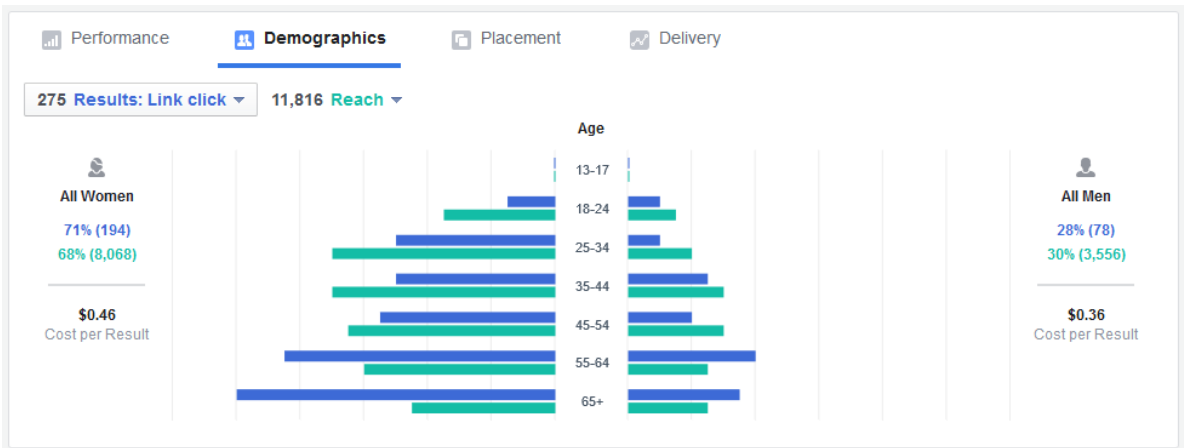 Performance Demographics Placement Delivery
275 Results: Link click 11,816 Reach
Age
All Women
71% (194)
68% (8,068)
$0.46
Cost per Result
13-17
18-24
25-34
35-44
45-54
55-64
65+
All Men
28% (78)
30% (3,556)
$0.36
Cost per Result